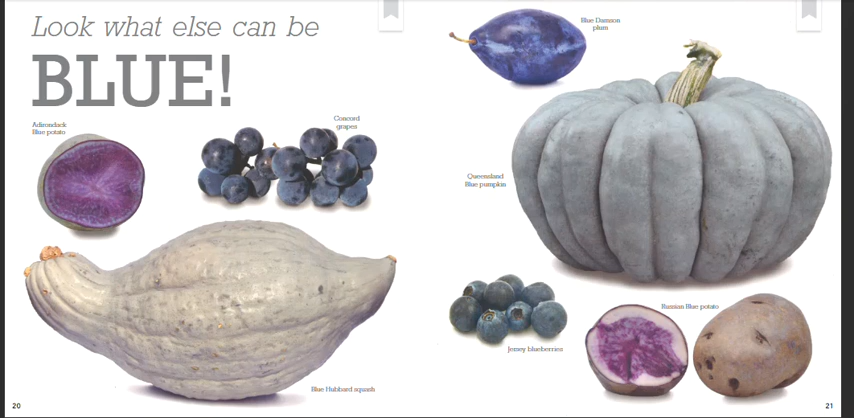 Look what else can be
BLUE!
Adirondack
Blue potato
Concord
grapes
Blue Hubbard squash
20
Blue Damson
plum
Queensland
Blue pumpkin
Jersey blueberries
Russian Blue potato
21